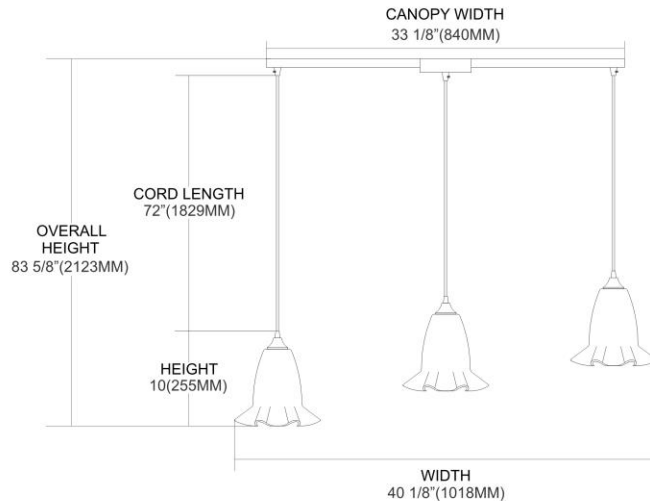 CANOPY WIDTH
33 1/8”(840MM)
CORD LENGTH
72”(1829MM)
OVERALL
HEIGHT
83 5/8”(2123MM)
HEIGHT
10(255MM)
WIDTH
40 1/8”(1018MM)